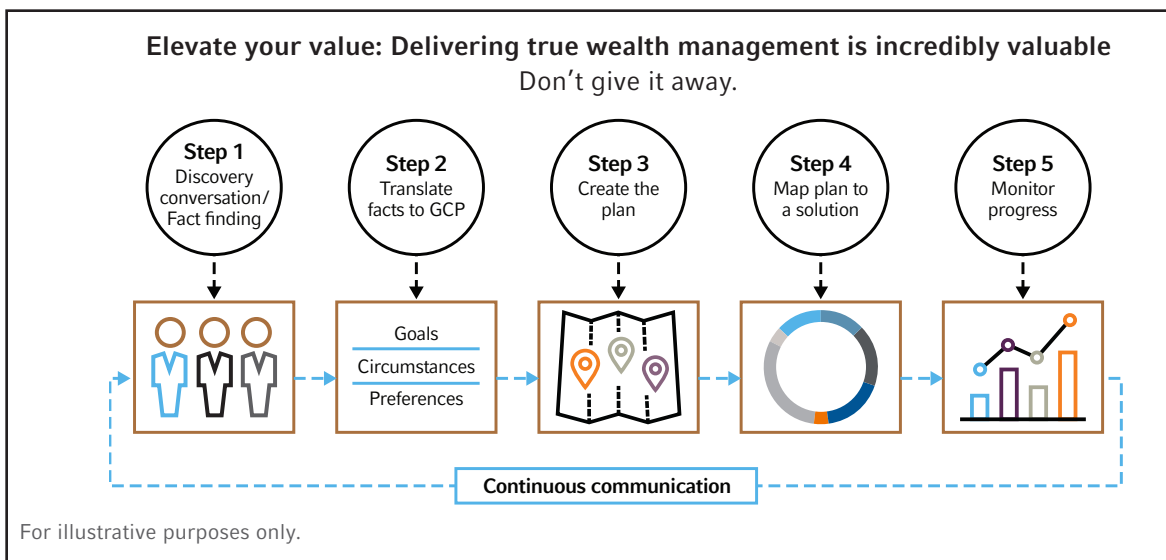 Elevate your value: Delivering true wealth management is incredibly valuable
Don’t give it away.
Step 1
Discovery
conversation/
Fact finding
Step 2
Translate
facts to GCP
Step 3
Create the
plan
Step 4
Map plan to
a solution
Step 5
Monitor
progress
Goals
Circumstances
Preferences
Continuous communication
For illustrative purposes only.